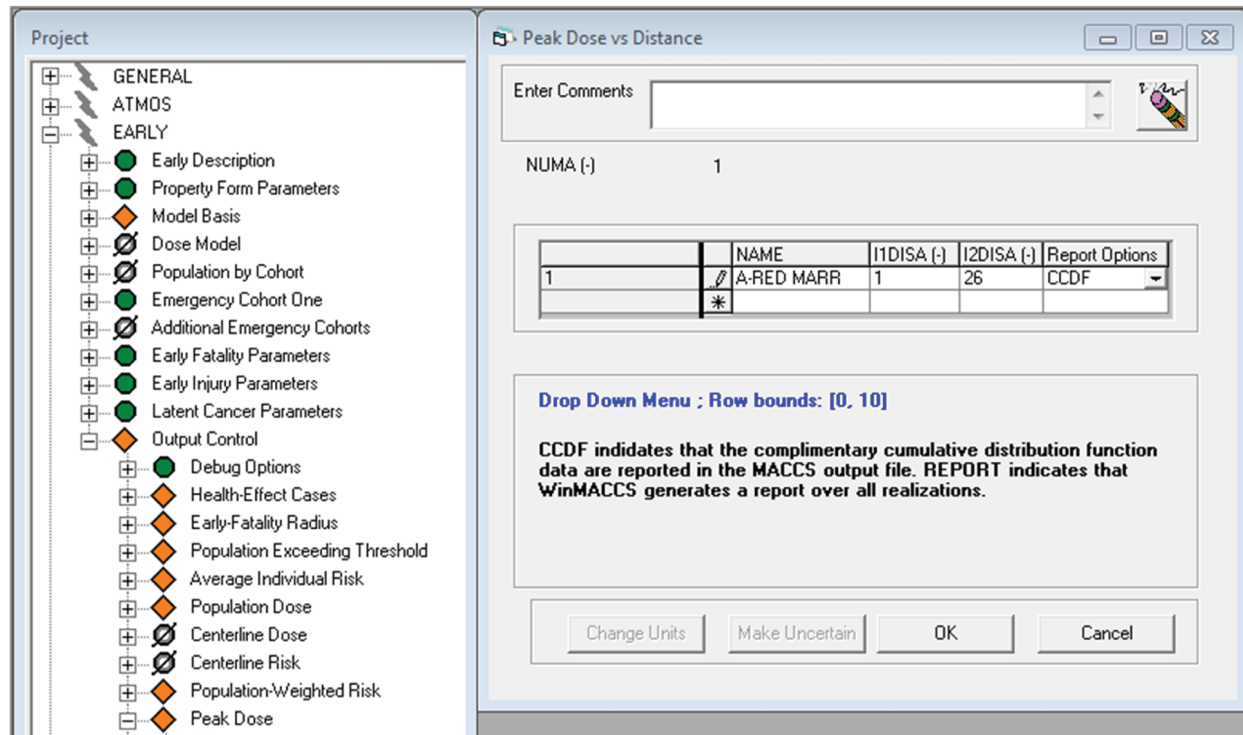 Project
GENERAL
ATMOS
EARLY
Early Description
Property Form Parameters
Model Basis
Dose Model
Population by Cohort
Emergency Cohort One
Additional Emergency Cohorts
Early Fatality Parameters
Early Injury Parameters
Latent Cancer Parameters
Output Control
Debug Options
Health-Effect Cases
Early-Fatality Radius
Population Exceeding Threshold
Average Individual Risk
Population Dose
Centerline Dose
Centerline Risk
Population-Weighted Risk
Peak Dose
Peak Dose vs Distance
Enter Comments
NUMA (-) 1
NAME I1DISA (-) I2DISA (-) Report Options
1 A-RED MARR 1 26 CCDF
Drop Down Menu ; Row bounds: [0, 10]
CCDF indidates that the complimentary cumulative distribution function
data are reported in the MACCS output file. REPORT indicates that
WinMACCS generates a report over all realizations.
Change Units Make Uncertain OK Cancel